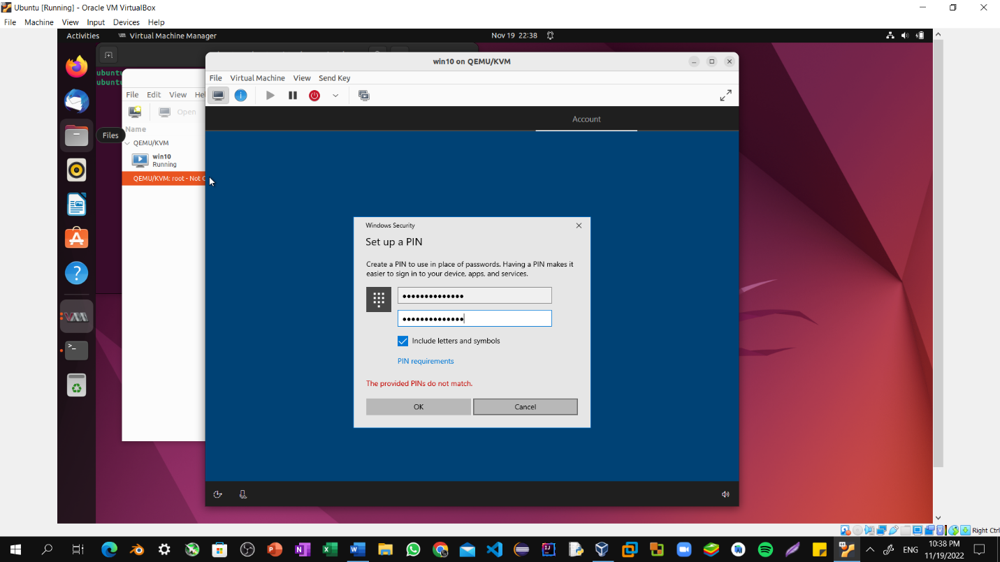 Ubuntu [Running] - Oracle VM VirtualBox
File Machine View Input Devices Help
Activities Virtual Machine Manager Nov 19 22:38
win10 on QEMU/KVM
ubuntu
ubuntu
File Virtual Machine View Send Key
File Edit View He
Open
Account
Name
Files
QEMU/KVM
win10
Running
QEMU/KVM: root - Not C
Windows Security
Set up a PIN
Create a PIN to use in place of passwords. Having a PIN makes it
easier to sign in to your device, apps, and services.
Include letters and symbols
PIN requirements
The provided PINs do not match.
OK Cancel
Right Ctrl
ENG
10:38 PM
11/19/2022